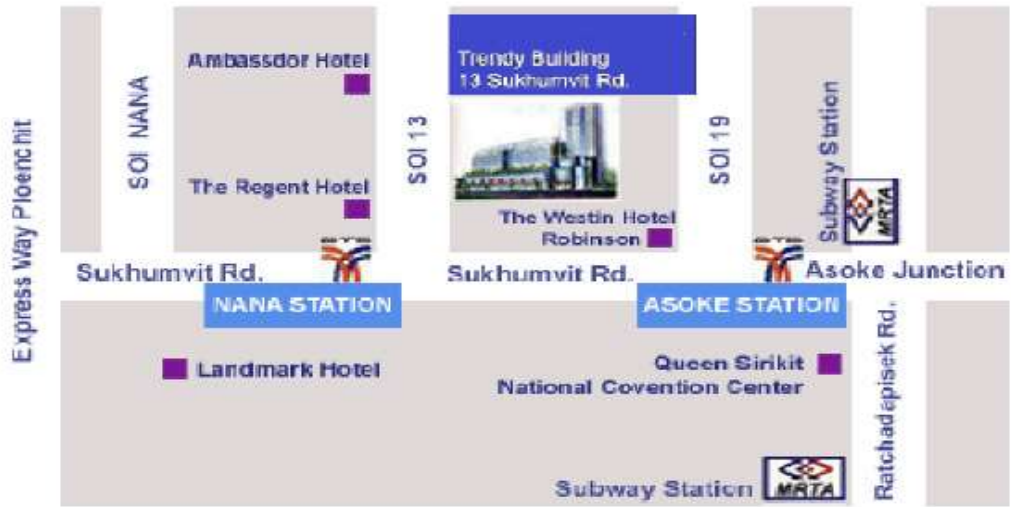 Express Way Ploenchit
SOI NANA
Ambassdor Hotel
The Regent Hotel
SOI 13
Trendy Building
13 Sukhumvit Rd.
The Westin Hotel
Robinson
SOI 19
Subway Station
MRTA
Sukhumvit Rd.
Sukhumvit Rd.
Asoke Junction
NANA STATION
ASOKE STATION
Landmark Hotel
Queen Sirikit
National Covention Center
Ratchadapisek Rd.
Subway Station
MRTA